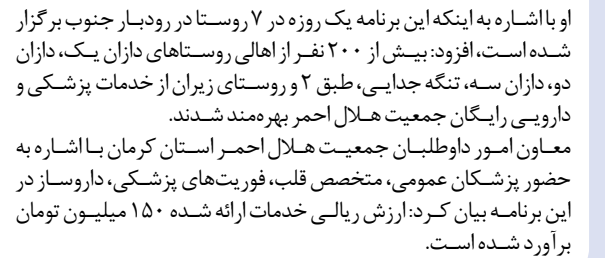 او با اشاره به اینکه این برنامه یک روزه در ۷ روستا در رودبار جنوب برگزار
شده است، افزود: بیش از ۲۰۰ نفر از اهالی روستاهای دازان یک، دازان
دو، دازان سه، تنگه جدایی، طبق ۲ و روستای زیران از خدمات پزشکی و
دارویی رایگان جمعیت هلال احمر بهره‌مند شدند.
معاون امور داوطلبان جمعیت هلال احمر استان کرمان با اشاره به
حضور پزشکان عمومی، متخصص قلب، فوریت‌های پزشکی، داروساز در
این برنامه بیان کرد: ارزش ریالی خدمات ارائه شده ۱۵۰ میلیون تومان
برآورد شده است.